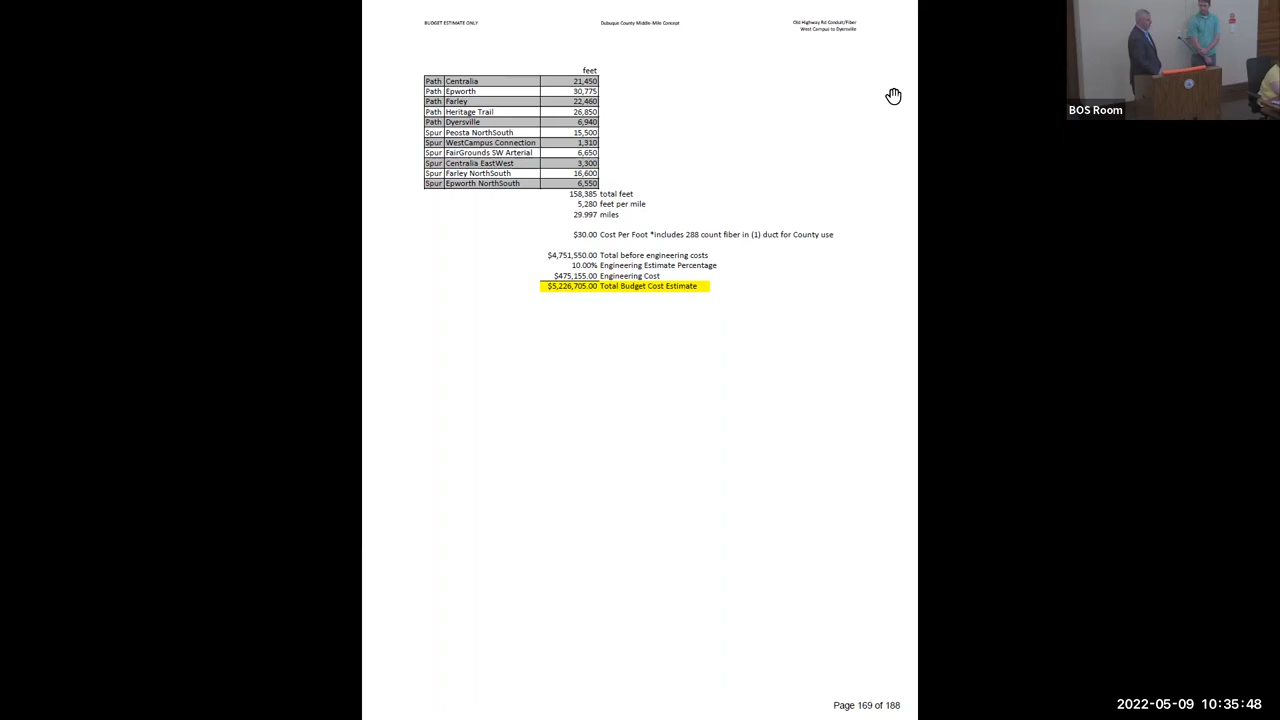 BUDGET ESTIMATE ONLY Dubuque County Middle-Mile Concept Old Highway Rd Conduit/Fiber
West Campus to Dyersville
BOS Room
feet
Path Centralia 21,450
Path Epworth 30,775
Path Farley 22,460
Path Heritage Trail 26,850
Path Dyersville 6,940
Spur Peosta NorthSouth 15,500
Spur WestCampus Connection 1,310
Spur FairGrounds SW Arterial 6,650
Spur Centralia EastWest 3,300
Spur Farley NorthSouth 16,600
Spur Epworth NorthSouth 6,550
158,385 total feet
5,280 feet per mile
29.997 miles
$30.00 Cost Per Foot *includes 288 count fiber in (1) duct for County use
$4,751,550.00 Total before engineering costs
10.00% Engineering Estimate Percentage
$475,155.00 Engineering Cost
$5,226,705.00 Total Budget Cost Estimate
Page 169 of 188
2022-05-09 10:35:48